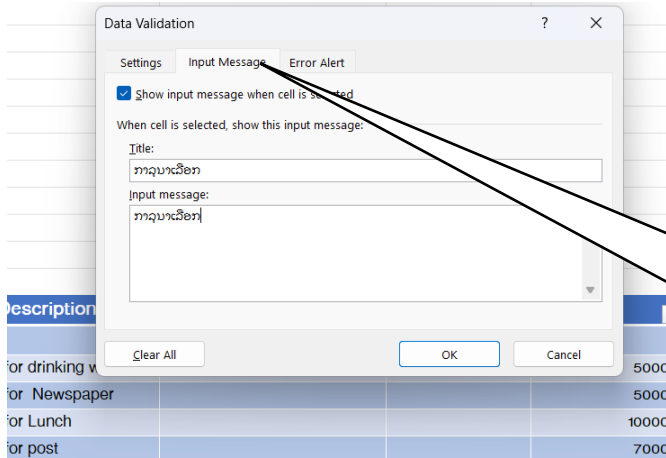 Data Validation
Settings Input Message Error Alert
Show input message when cell is selected
When cell is selected, show this input message:
Title:
ກາລຸນາເລືອກ
Input message:
ກາລຸນາເລືອກ
Description
Clear All OK Cancel
for drinking 5000
for Newspaper 5000
for Lunch 10000
for post 7000